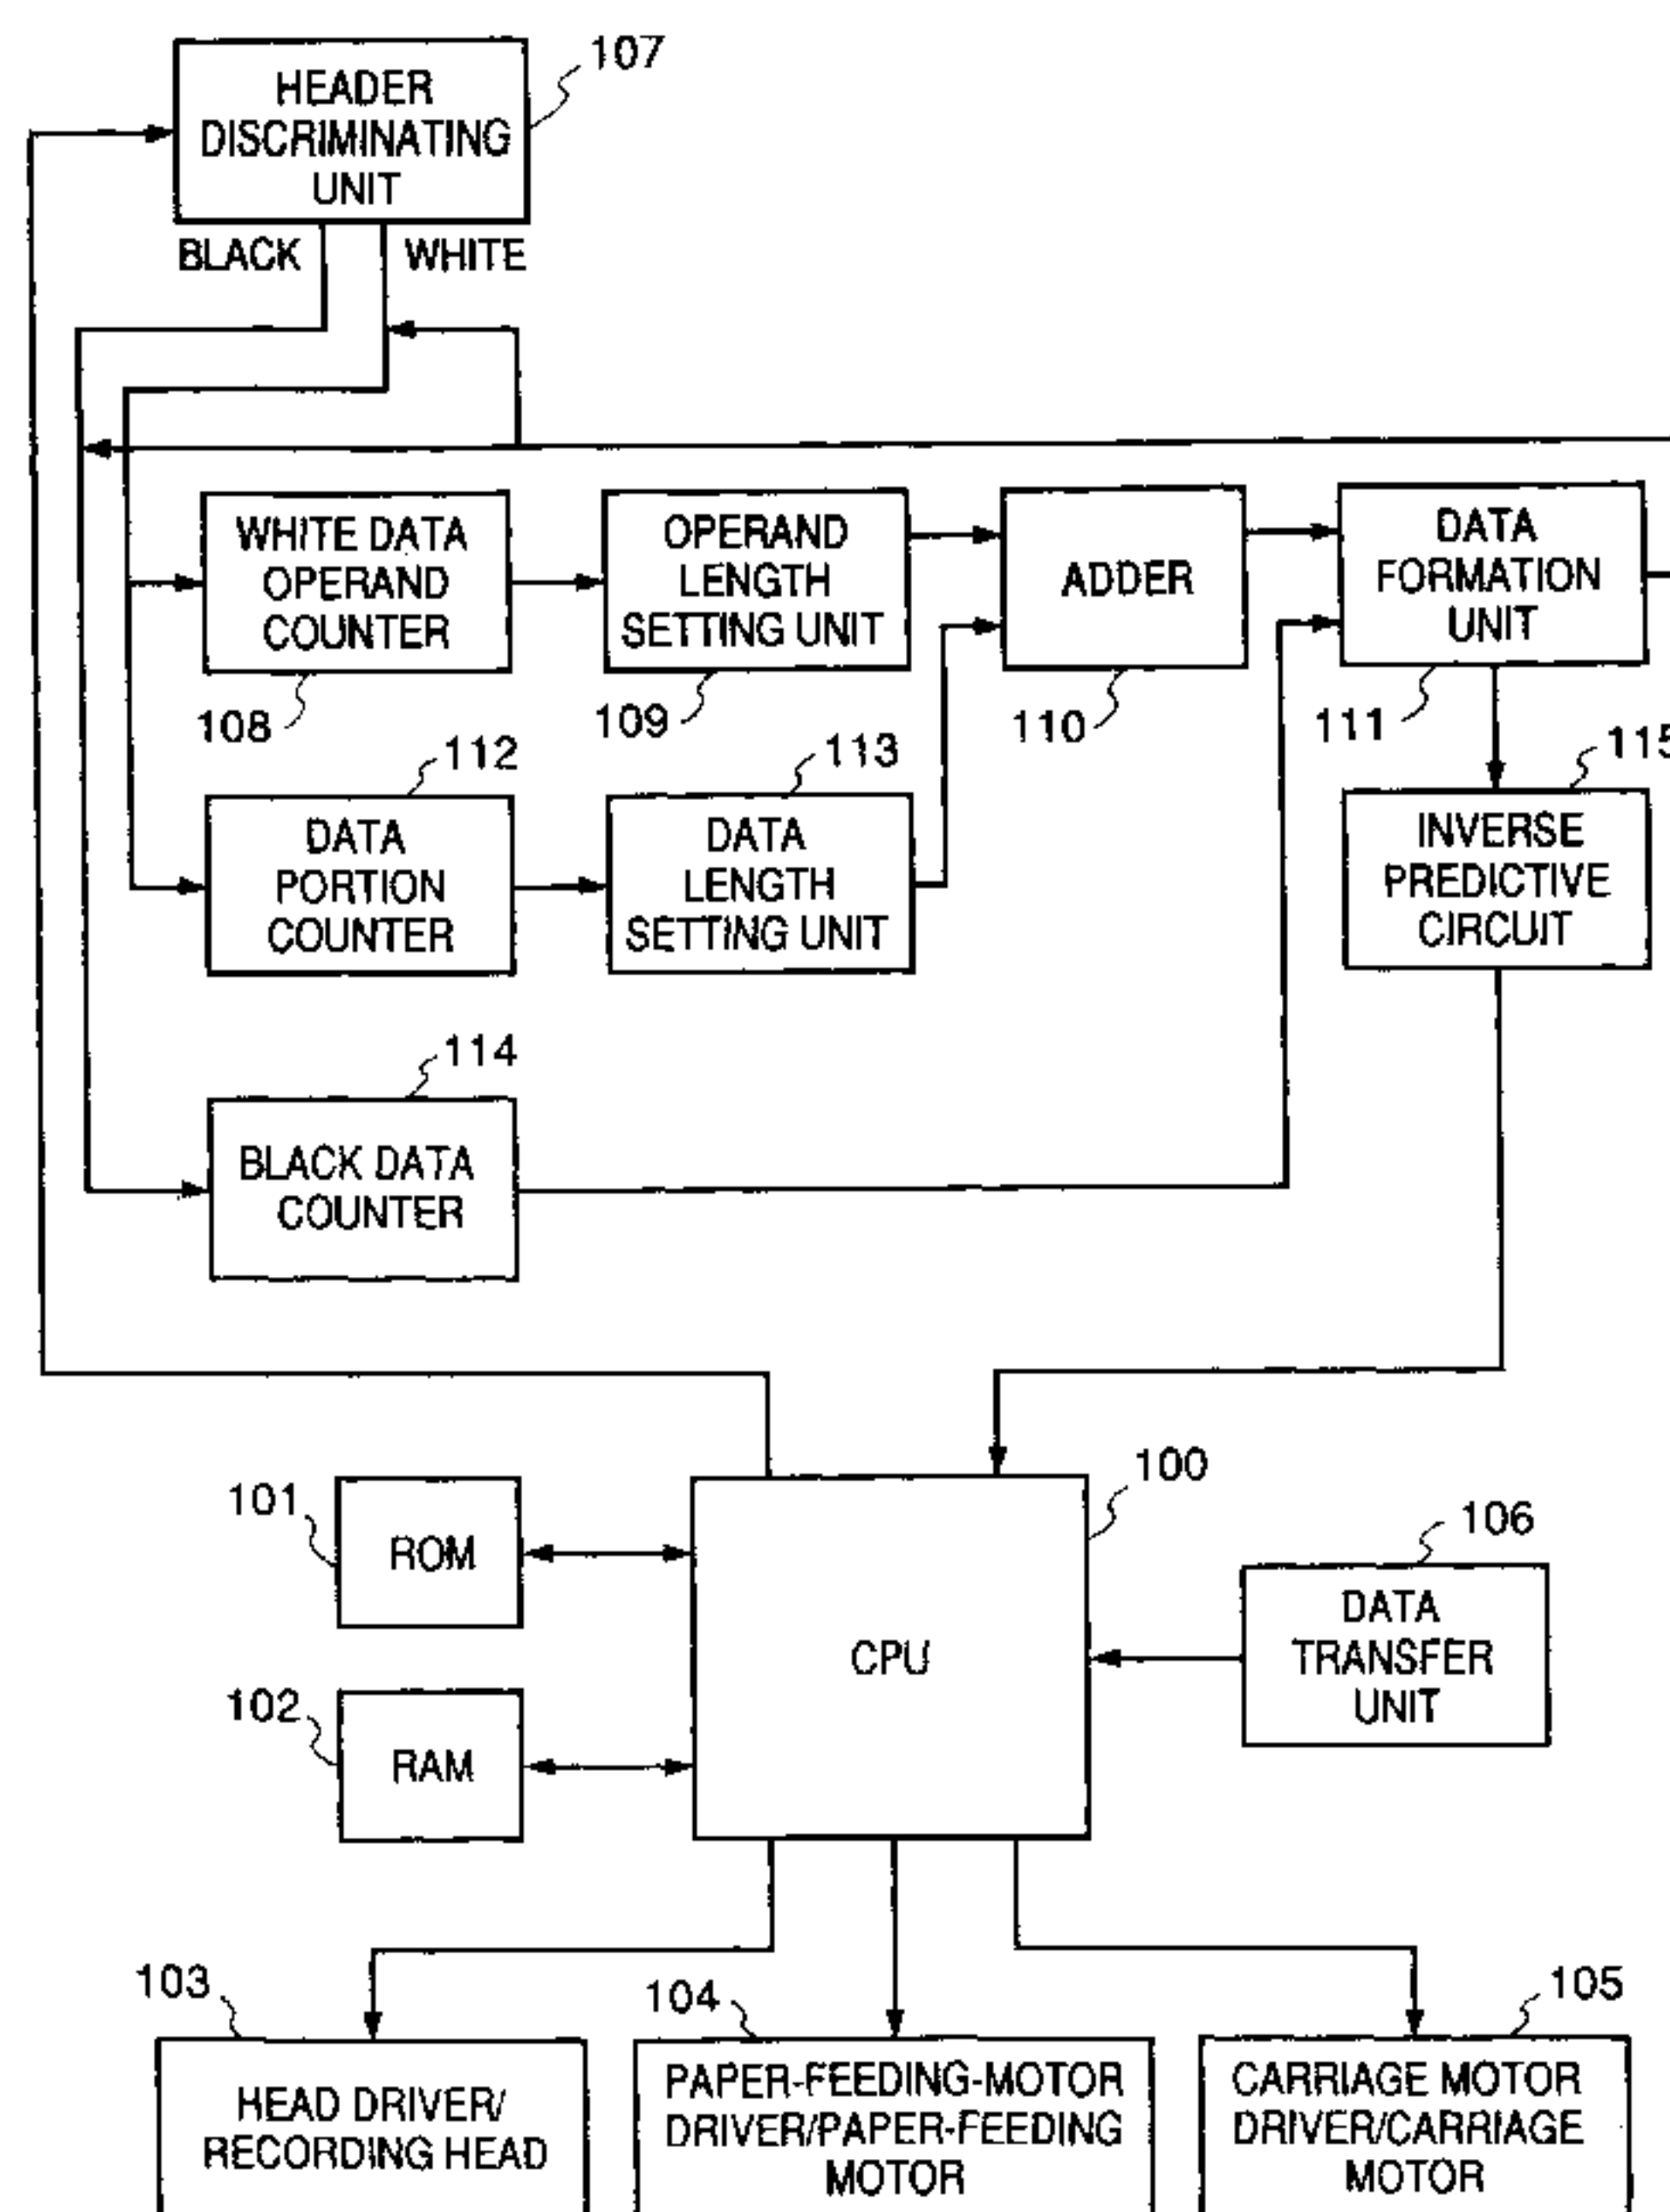 107
HEADER
DISCRIMINATING
UNIT
BLACK
WHITE
WHITE DATA
OPERAND
COUNTER
OPERAND
LENGTH
SETTING UNIT
ADDER
DATA
FORMATION
UNIT
108
109
110
111
112
113
115
DATA
PORTION
COUNTER
DATA
LENGTH
SETTING UNIT
INVERSE
PREDICTIVE
CIRCUIT
114
BLACK DATA
COUNTER
100
101
ROM
106
DATA
TRANSFER
UNIT
CPU
102
RAM
103
104
105
HEAD DRIVER/
RECORDING HEAD
PAPER-FEEDING-MOTOR
DRIVER/PAPER-FEEDING
MOTOR
CARRIAGE MOTOR
DRIVER/CARRIAGE
MOTOR